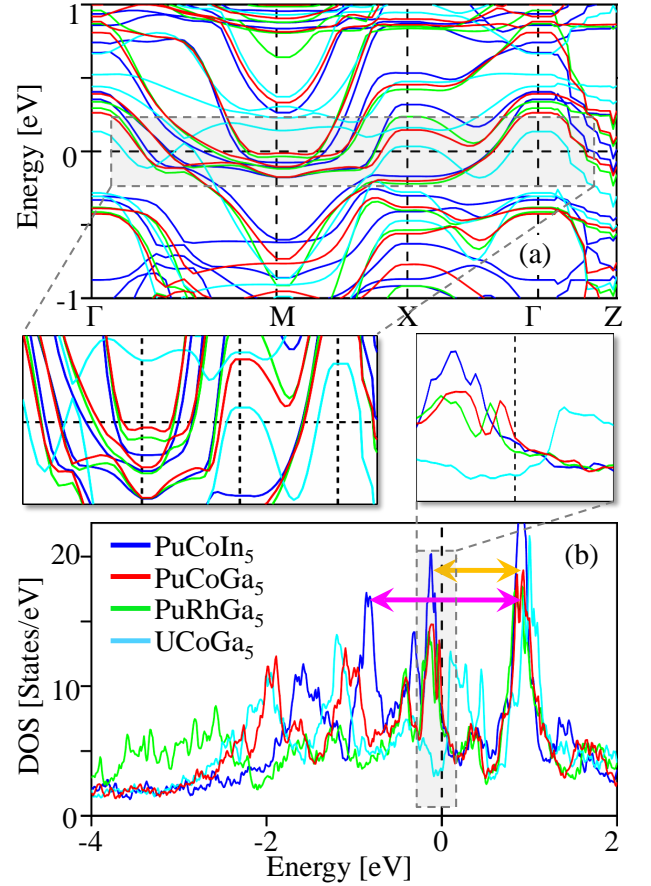 1
0
-1
Energy [eV]
(a)
Γ M X Γ Z
20
10
0
DOS [States/eV]
(b)
PuCoIn5
PuCoGa5
PuRhGa5
UCoGa5
-4 -2 0 2
Energy [eV]